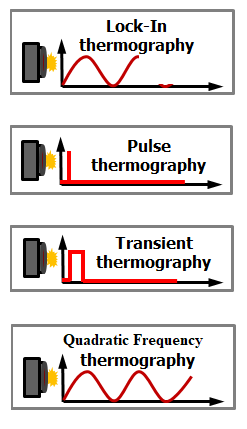 Lock-In
thermography
Pulse
thermography
Transient
thermography
Quadratic Frequency
thermography